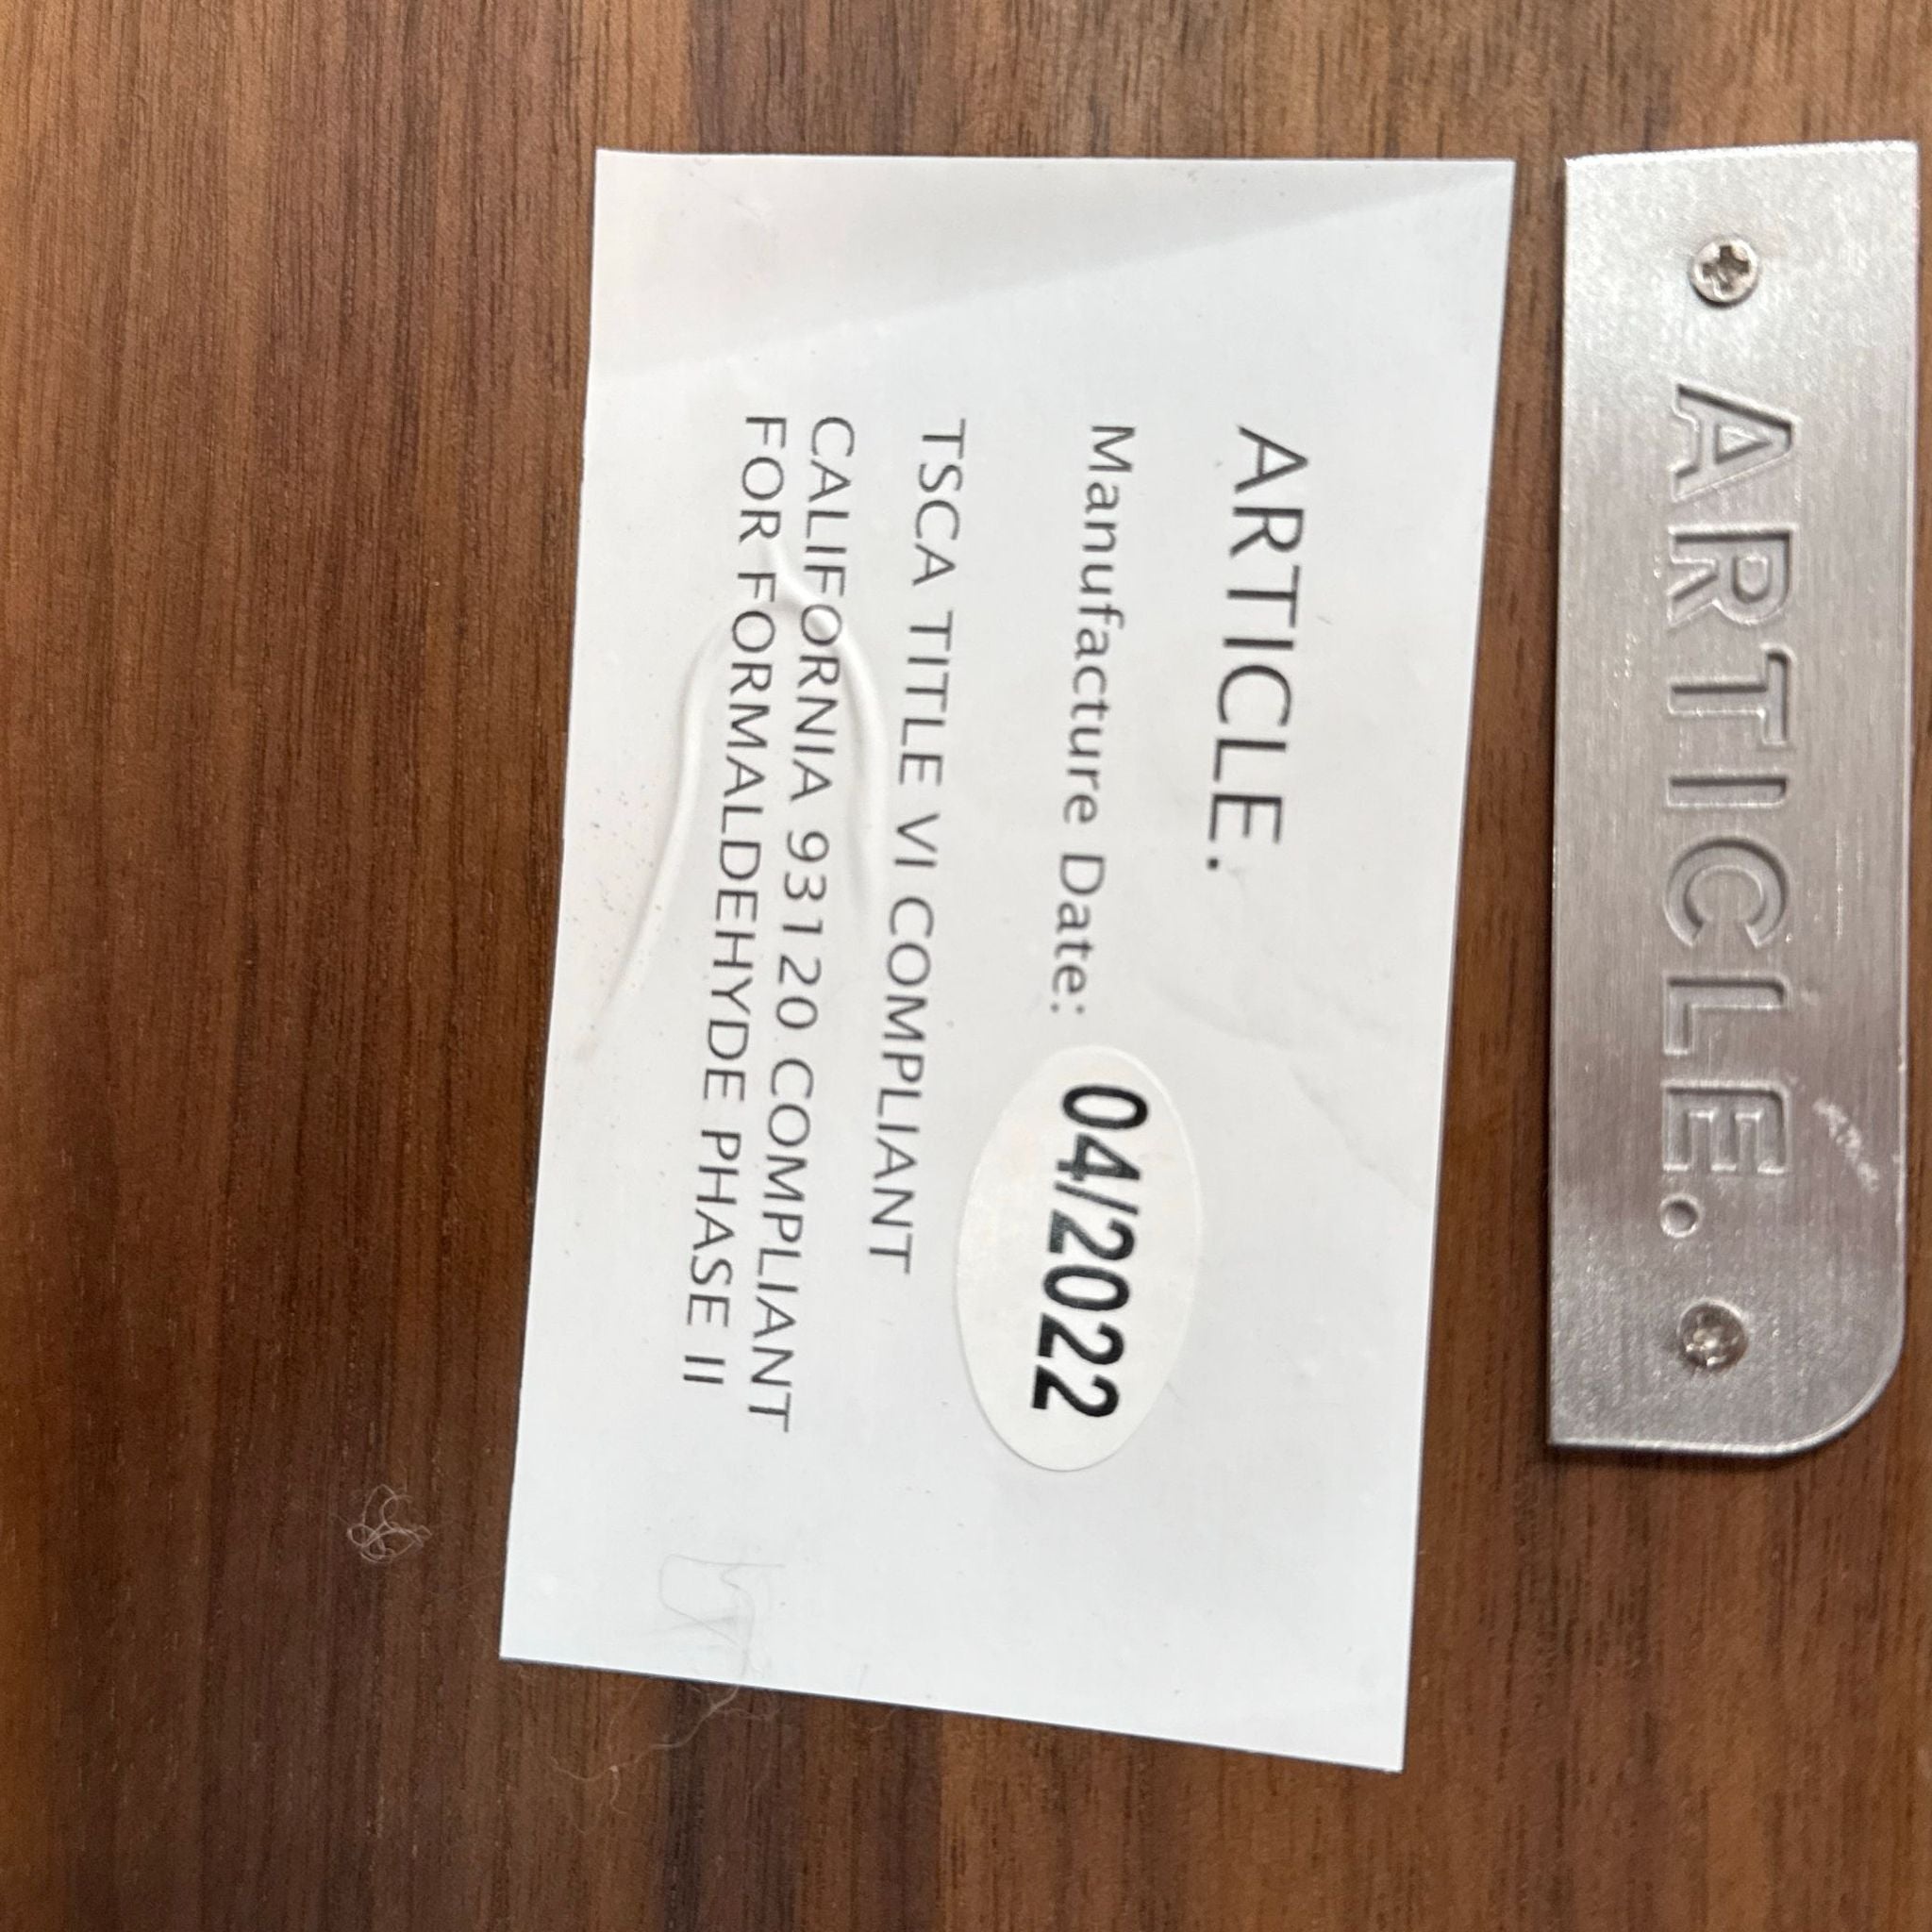 ARTICLE.
ARTICLE.
Manufacture Date: 04/2022
TSCA TITLE VI COMPLIANT
CALIFORNIA 93120 COMPLIANT
FOR FORMALDEHYDE PHASE II